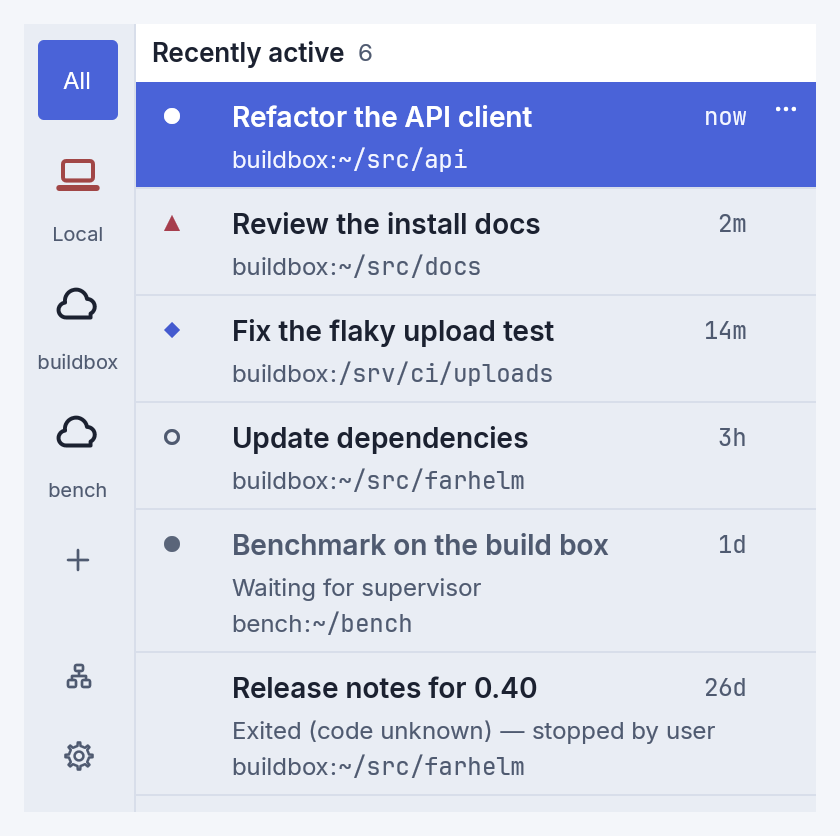 All
Local
buildbox
bench
Recently active 6
Refactor the API client now
buildbox:~/src/api
Review the install docs 2m
buildbox:~/src/docs
Fix the flaky upload test 14m
buildbox:/srv/ci/uploads
Update dependencies 3h
buildbox:~/src/farhelm
Benchmark on the build box 1d
Waiting for supervisor
bench:~/bench
Release notes for 0.40 26d
Exited (code unknown) — stopped by user
buildbox:~/src/farhelm